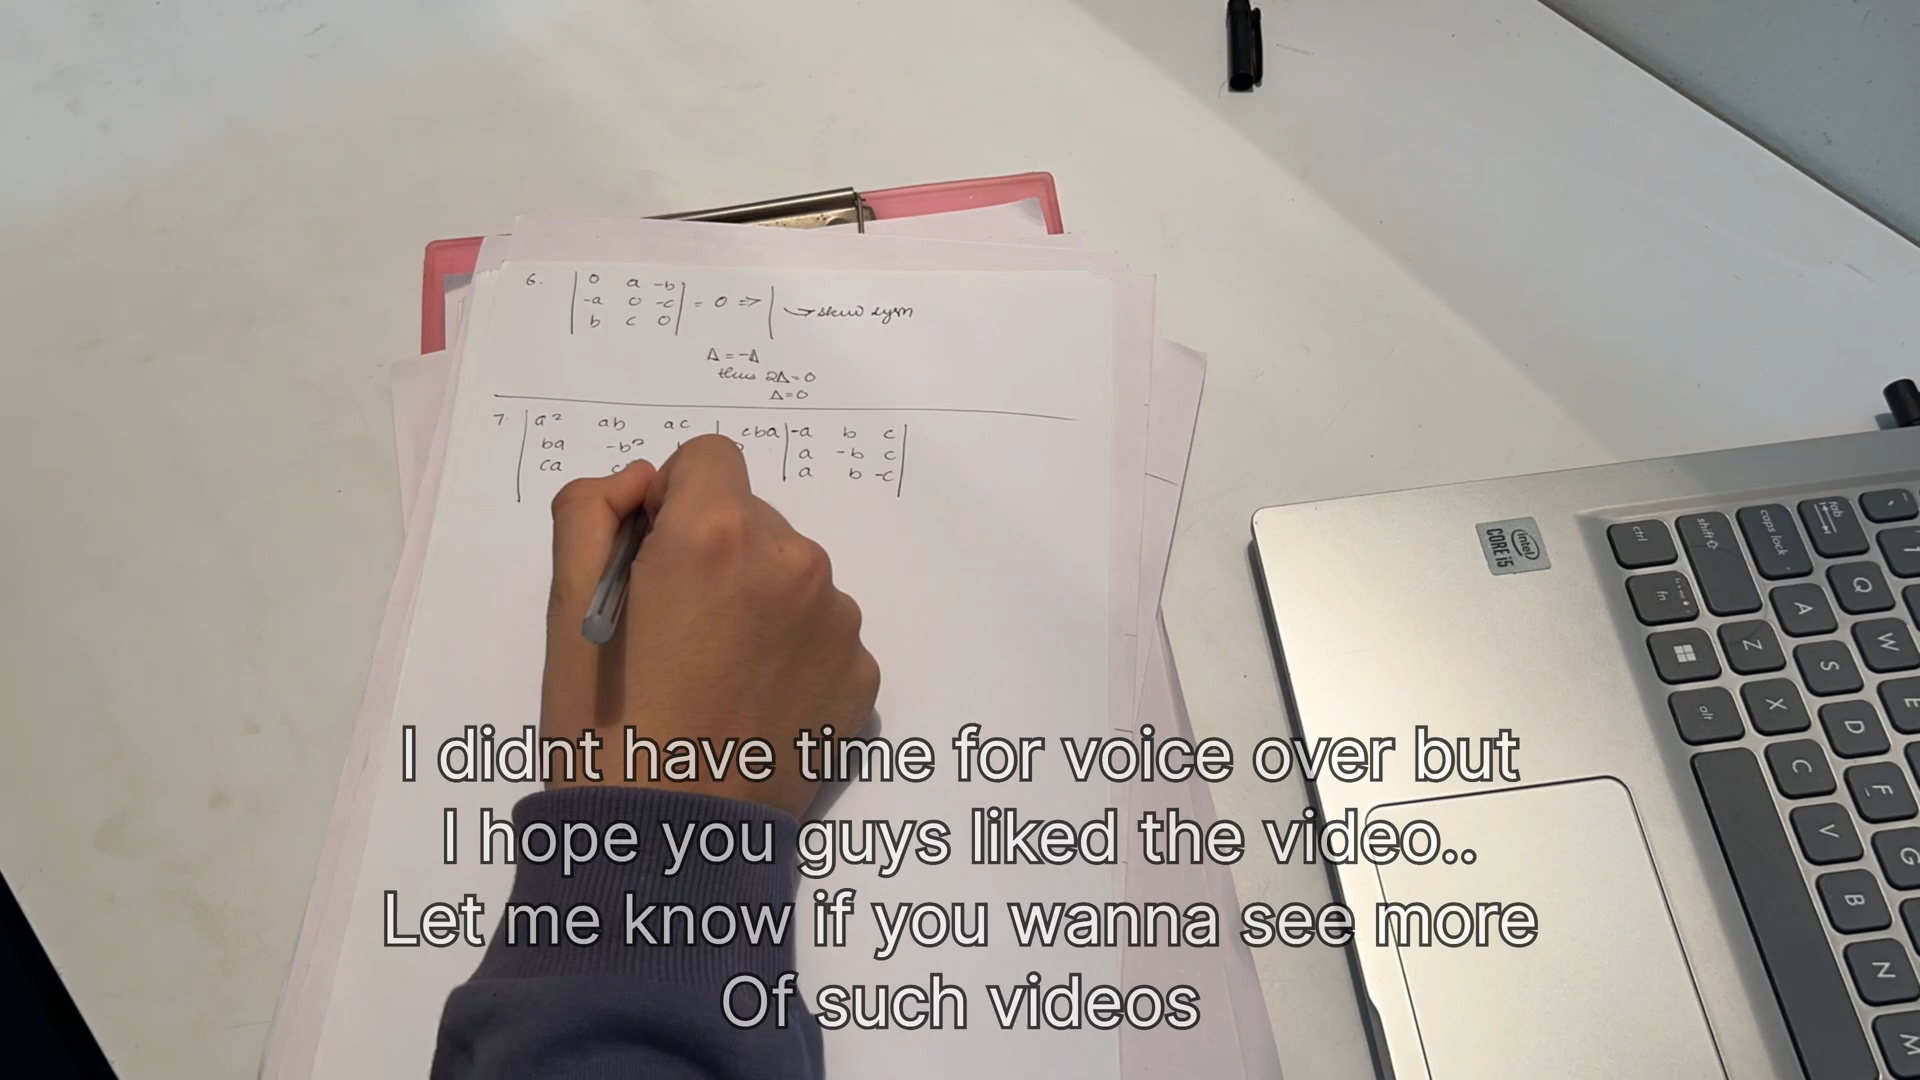 6. | 0 a -b | = 0 => | → skew sym
| -a 0 -c |
| b c 0 |
Δ = -Δ
thus 2Δ=0
Δ=0
7. | a² ab ac | cba | -a b c |
| ba -b² | a -b c |
| ca | a b -c |
I didnt have time for voice over but
I hope you guys liked the video..
Let me know if you wanna see more
Of such videos
intel
CORE i5
ctrl shift caps lock tab
fn A Q
Z S W
alt X D E
C F
V G
B
N
M